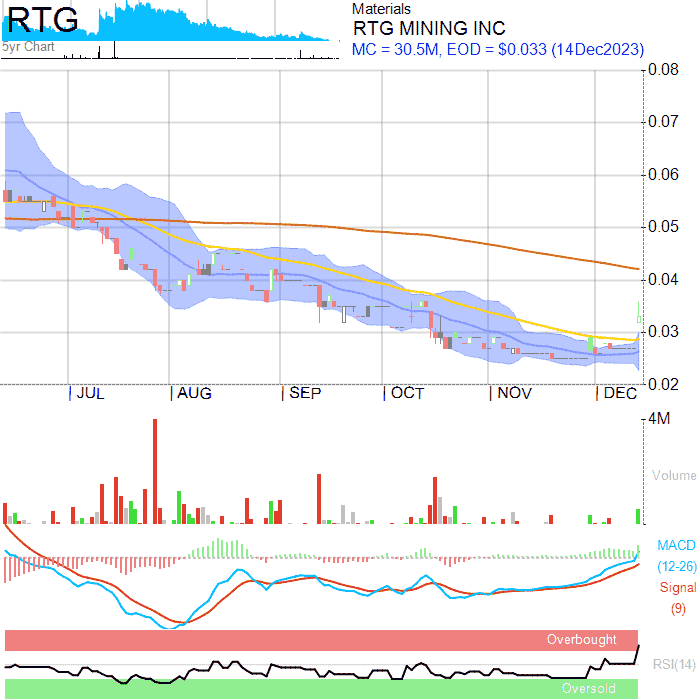 RTG
5yr Chart
Materials
RTG MINING INC
MC = 30.5M, EOD = $0.033 (14Dec2023)
0.08
0.07
0.06
0.05
0.04
0.03
0.02
JUL
AUG
SEP
OCT
NOV
DEC
4M
Volume
MACD
(12-26)
Signal
(9)
Overbought
RSI(14)
Oversold